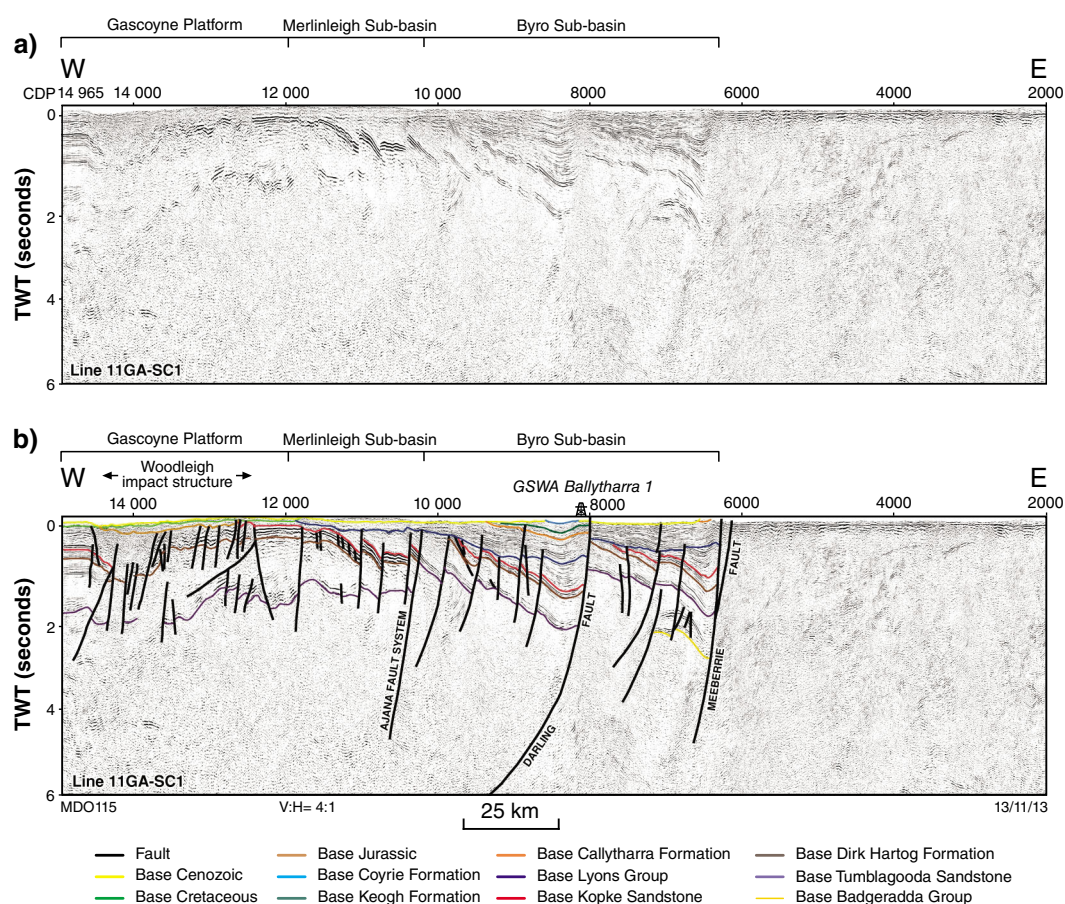 Gascoyne Platform Merlinleigh Sub-basin Byro Sub-basin
a)
W E
CDP 14 965 14 000 12 000 10 000 8000 6000 4000 2000
0
2
4
6
TWT (seconds)
Line 11GA-SC1
b)
Gascoyne Platform Merlinleigh Sub-basin Byro Sub-basin
W Woodleigh E
impact structure
GSWA Ballytharra 1
14 000 12 000 10 000 8000 6000 4000 2000
0
2
4
6
TWT (seconds)
AJANA FAULT SYSTEM
DARLING FAULT
MEEBERRIE FAULT
Line 11GA-SC1
MDO115 V:H= 4:1 25 km 13/11/13
Fault Base Jurassic Base Callytharra Formation Base Dirk Hartog Formation
Base Cenozoic Base Coyrie Formation Base Lyons Group Base Tumblagooda Sandstone
Base Cretaceous Base Keogh Formation Base Kopke Sandstone Base Badgeradda Group